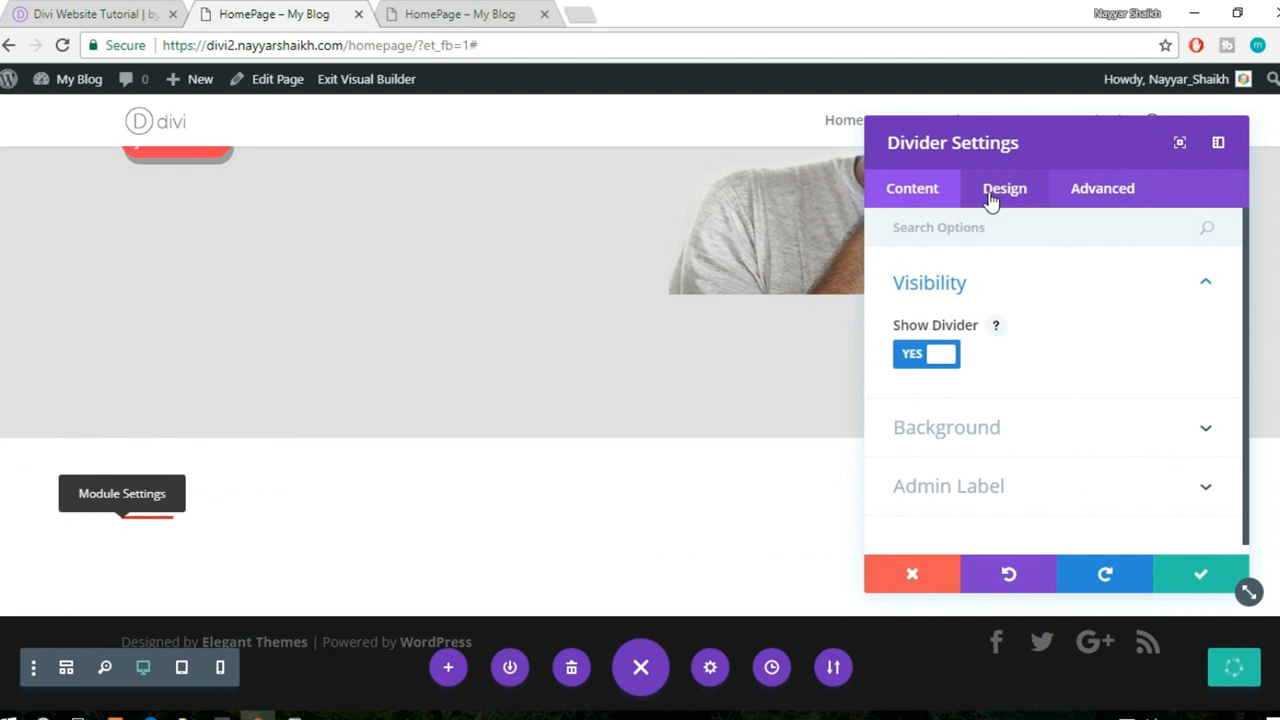 Divi Website Tutorial | by
HomePage – My Blog
HomePage – My Blog
Nayyar Shaikh
Secure
https://divi2.nayyarshaikh.com/homepage/?et_fb=1#
My Blog
0
New
Edit Page
Exit Visual Builder
Howdy, Nayyar_Shaikh
divi
Home
Divider Settings
Content
Design
Advanced
Search Options
Visibility
Show Divider
?
YES
Background
Admin Label
Module Settings
Designed by Elegant Themes | Powered by WordPress